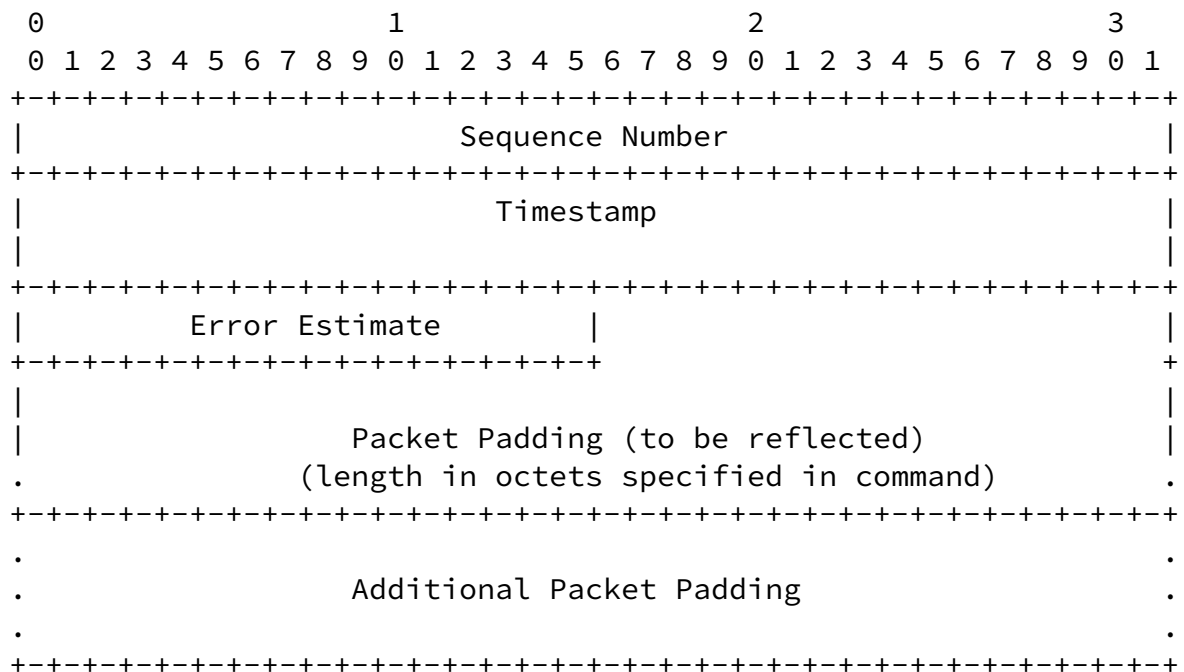 0                   1                   2                   3
 0 1 2 3 4 5 6 7 8 9 0 1 2 3 4 5 6 7 8 9 0 1 2 3 4 5 6 7 8 9 0 1
+-+-+-+-+-+-+-+-+-+-+-+-+-+-+-+-+-+-+-+-+-+-+-+-+-+-+-+-+-+-+-+-+
|                        Sequence Number                        |
+-+-+-+-+-+-+-+-+-+-+-+-+-+-+-+-+-+-+-+-+-+-+-+-+-+-+-+-+-+-+-+-+
|                          Timestamp                            |
|                                                               |
+-+-+-+-+-+-+-+-+-+-+-+-+-+-+-+-+-+-+-+-+-+-+-+-+-+-+-+-+-+-+-+-+
|         Error Estimate        |                               |
+-+-+-+-+-+-+-+-+-+-+-+-+-+-+-+-+                               +
|                                                               |
|                  Packet Padding (to be reflected)             |
.               (length in octets specified in command)         .
+-+-+-+-+-+-+-+-+-+-+-+-+-+-+-+-+-+-+-+-+-+-+-+-+-+-+-+-+-+-+-+-+
.                                                               .
.                  Additional Packet Padding                    .
.                                                               .
+-+-+-+-+-+-+-+-+-+-+-+-+-+-+-+-+-+-+-+-+-+-+-+-+-+-+-+-+-+-+-+-+